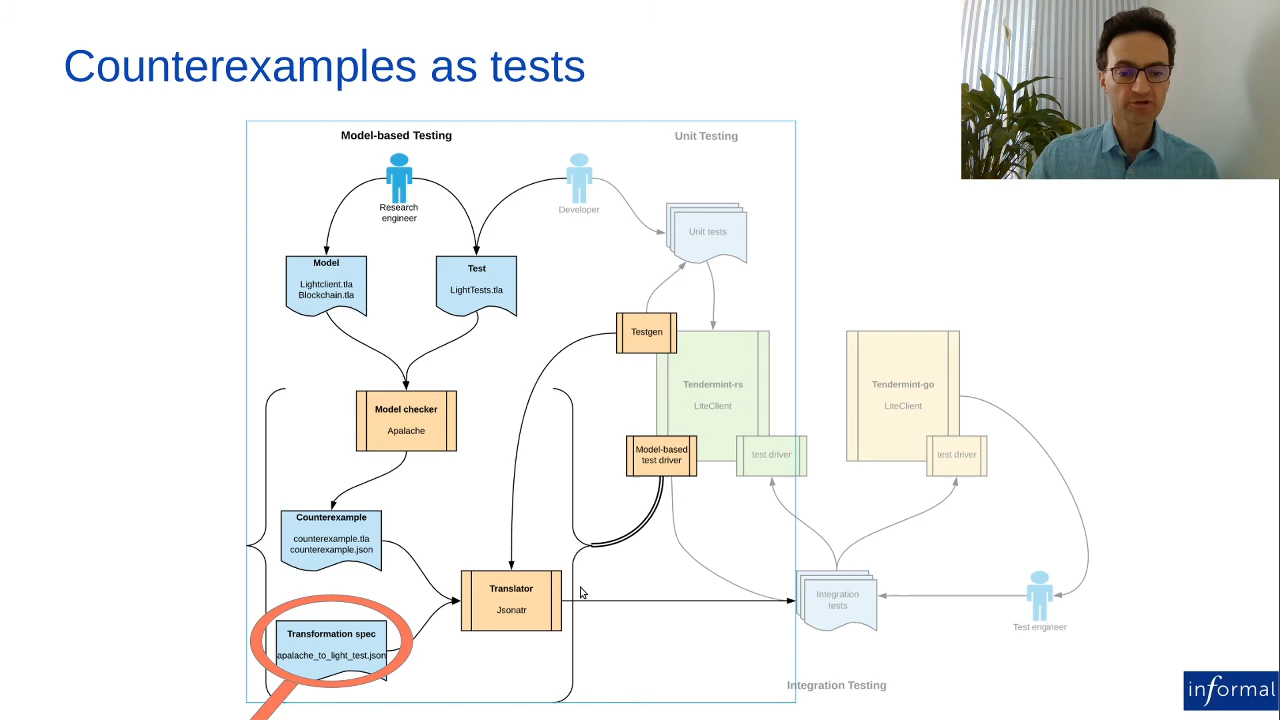 Counterexamples as tests
Model-based Testing
Unit Testing
Research
engineer
Developer
Unit tests
Model
Lightclient.tla
Blockchain.tla
Test
LightTests.tla
Testgen
Tendermint-rs
LiteClient
Tendermint-go
LiteClient
Model checker
Apalache
Model-based
test driver
test driver
test driver
Counterexample
counterexample.tla
counterexample.json
Translator
Jsonatr
Integration
tests
Test engineer
Transformation spec
apalache_to_light_test.json
Integration Testing
informal